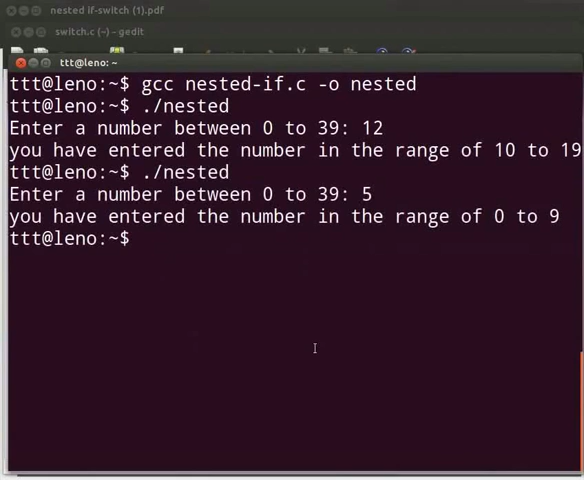 nested if-switch (1).pdf
switch.c (~) - gedit
ttt@leno: ~
ttt@leno:~$ gcc nested-if.c -o nested
ttt@leno:~$ ./nested
Enter a number between 0 to 39: 12
you have entered the number in the range of 10 to 19
ttt@leno:~$ ./nested
Enter a number between 0 to 39: 5
you have entered the number in the range of 0 to 9
ttt@leno:~$